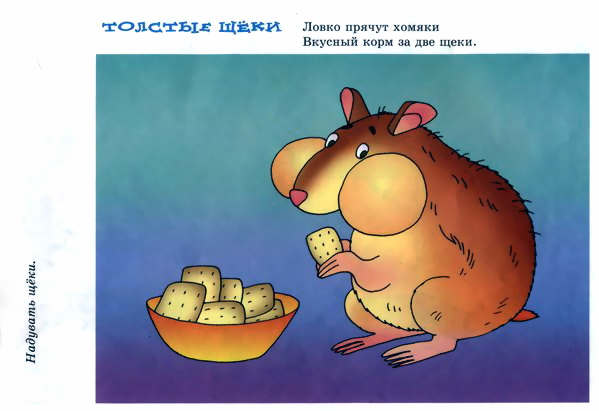 ТОЛСТЫЕ ЩЁКИ
Ловко прячут хомяки
Вкусный корм за две щеки.
Надувать щёки.